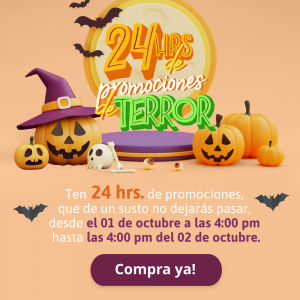 24 HRS
de
promociones
de TERROR
Ten 24 hrs. de promociones,
que de un susto no dejarás pasar,
desde el 01 de octubre a las 4:00 pm
hasta las 4:00 pm del 02 de octubre.
Compra ya!